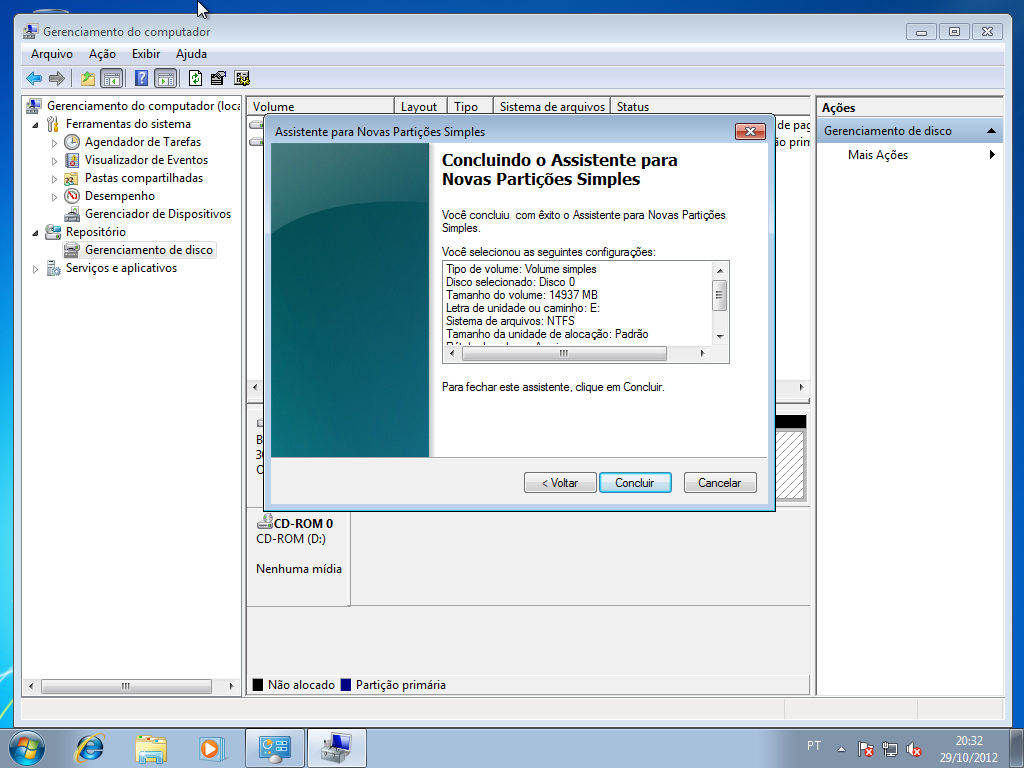 Gerenciamento do computador
Arquivo Ação Exibir Ajuda
Gerenciamento do computador (loca
Ferramentas do sistema
Agendador de Tarefas
Visualizador de Eventos
Pastas compartilhadas
Desempenho
Gerenciador de Dispositivos
Repositório
Gerenciamento de disco
Serviços e aplicativos
Volume Layout Tipo Sistema de arquivos Status
de pag
ão prim
Assistente para Novas Partições Simples
Concluindo o Assistente para
Novas Partições Simples
Você concluiu com êxito o Assistente para Novas Partições
Simples.
Você selecionou as seguintes configurações:
Tipo de volume: Volume simples
Disco selecionado: Disco 0
Tamanho do volume: 14937 MB
Letra de unidade ou caminho: E:
Sistema de arquivos: NTFS
Tamanho da unidade de alocação: Padrão
Para fechar este assistente, clique em Concluir.
< Voltar Concluir Cancelar
B
30
O
CD-ROM 0
CD-ROM (D:)
Nenhuma mídia
Não alocado Partição primária
Ações
Gerenciamento de disco
Mais Ações
PT
20:32
29/10/2012